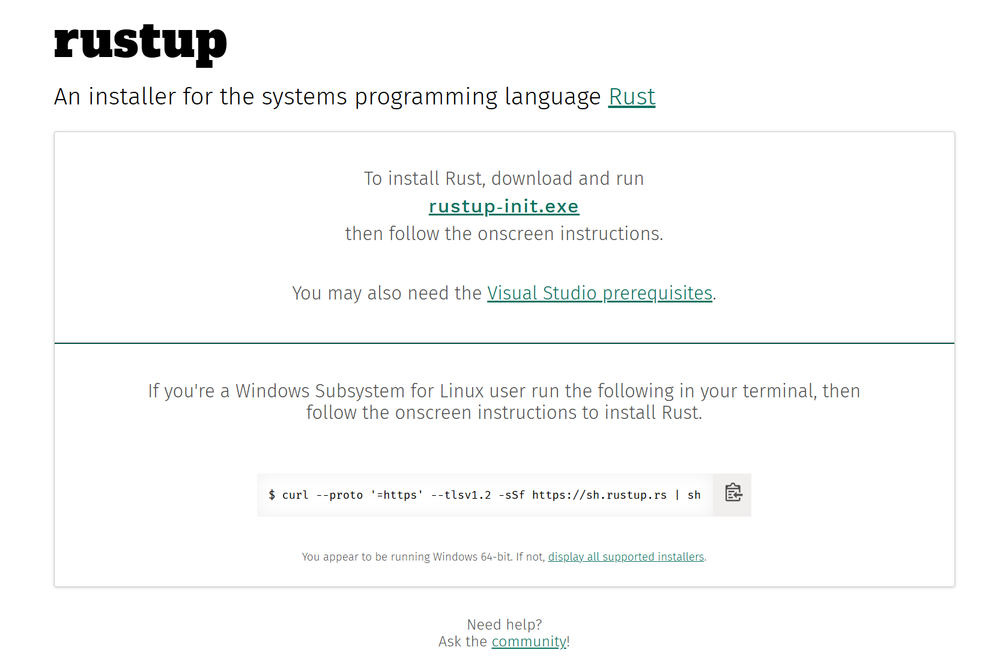 rustup
An installer for the systems programming language Rust
To install Rust, download and run
rustup-init.exe
then follow the onscreen instructions.
You may also need the Visual Studio prerequisites.
If you're a Windows Subsystem for Linux user run the following in your terminal, then
follow the onscreen instructions to install Rust.
$ curl --proto '=https' --tlsv1.2 -sSf https://sh.rustup.rs | sh
You appear to be running Windows 64-bit. If not, display all supported installers.
Need help?
Ask the community!